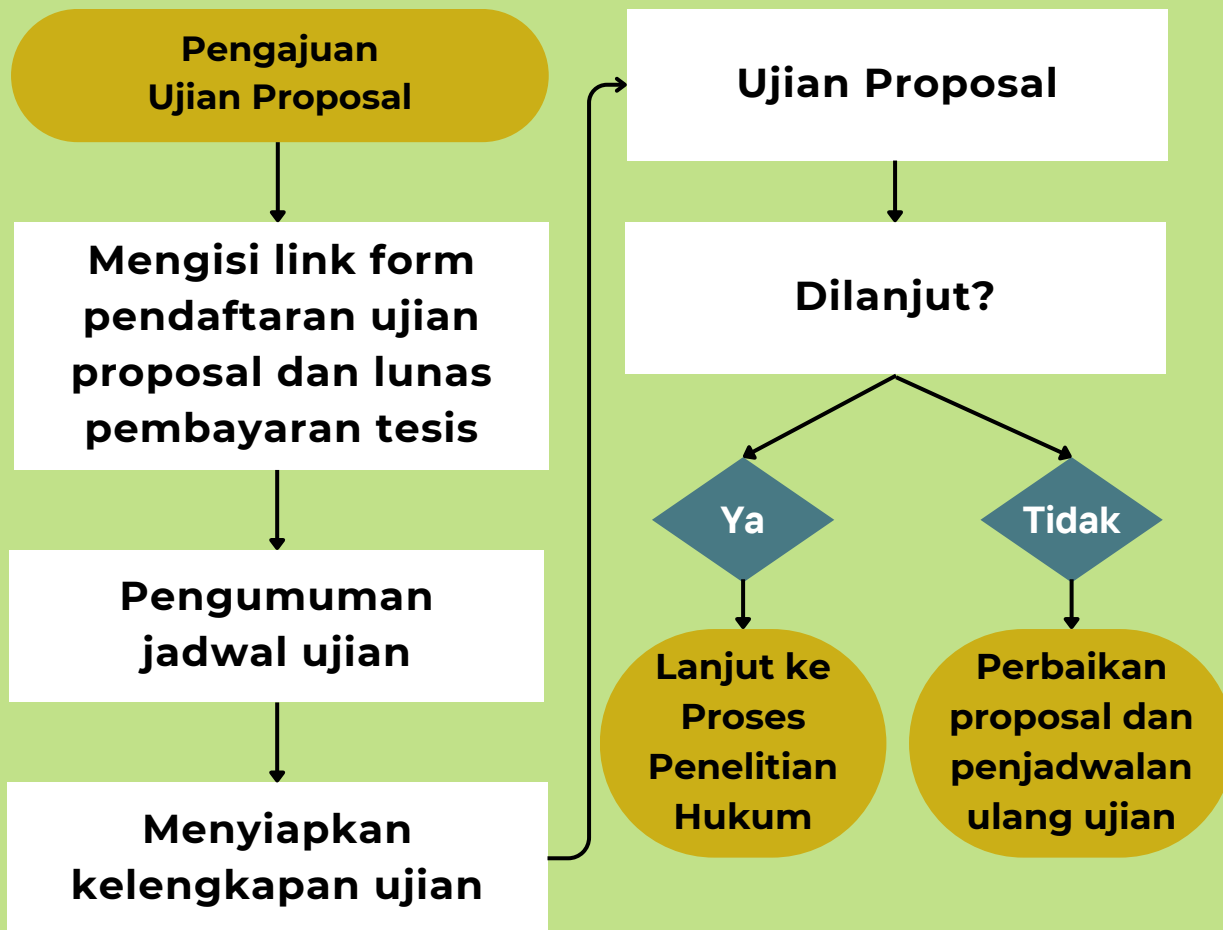 Pengajuan
Ujian Proposal
Mengisi link form
pendaftaran ujian
proposal dan lunas
pembayaran tesis
Pengumuman
jadwal ujian
Menyiapkan
kelengkapan ujian
Ujian Proposal
Dilanjut?
Ya
Tidak
Lanjut ke
Proses
Penelitian
Hukum
Perbaikan
proposal dan
penjadwalan
ulang ujian